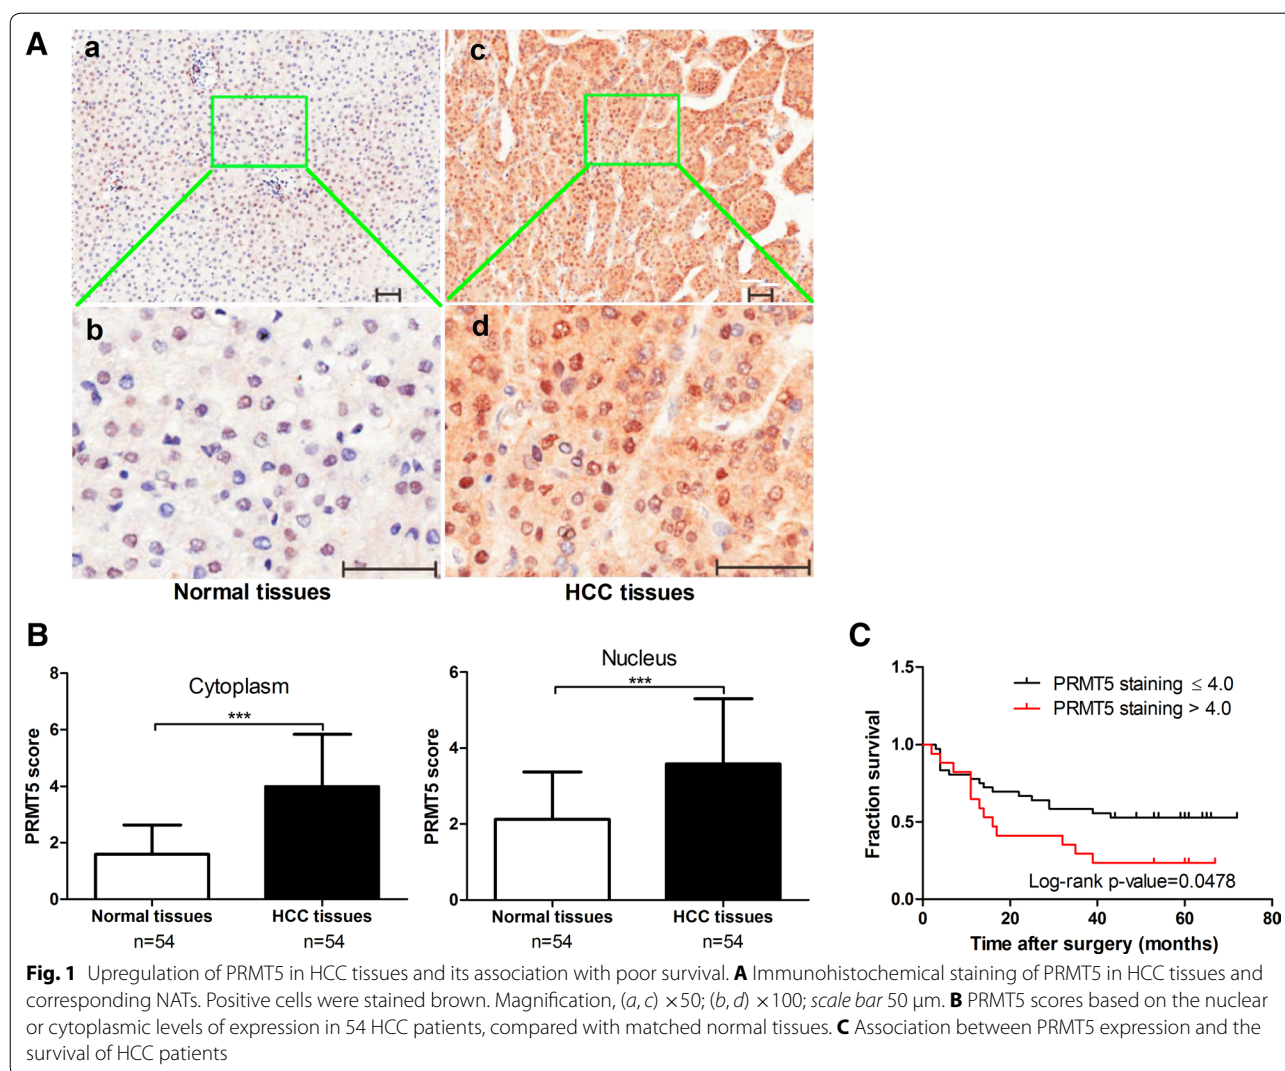 A
a
c
b
d
Normal tissues
HCC tissues
B
Cytoplasm
***
PRMT5 score
8
6
4
2
0
Normal tissues
HCC tissues
n=54
n=54
Nucleus
***
PRMT5 score
6
4
2
0
Normal tissues
HCC tissues
n=54
n=54
C
PRMT5 staining ≤ 4.0
PRMT5 staining > 4.0
Fraction survival
1.5
1.0
0.5
0.0
Log-rank p-value=0.0478
0 20 40 60 80
Time after surgery (months)
Fig. 1 Upregulation of PRMT5 in HCC tissues and its association with poor survival. A Immunohistochemical staining of PRMT5 in HCC tissues and
corresponding NATs. Positive cells were stained brown. Magnification, (a, c) ×50; (b, d) ×100; scale bar 50 μm. B PRMT5 scores based on the nuclear
or cytoplasmic levels of expression in 54 HCC patients, compared with matched normal tissues. C Association between PRMT5 expression and the
survival of HCC patients